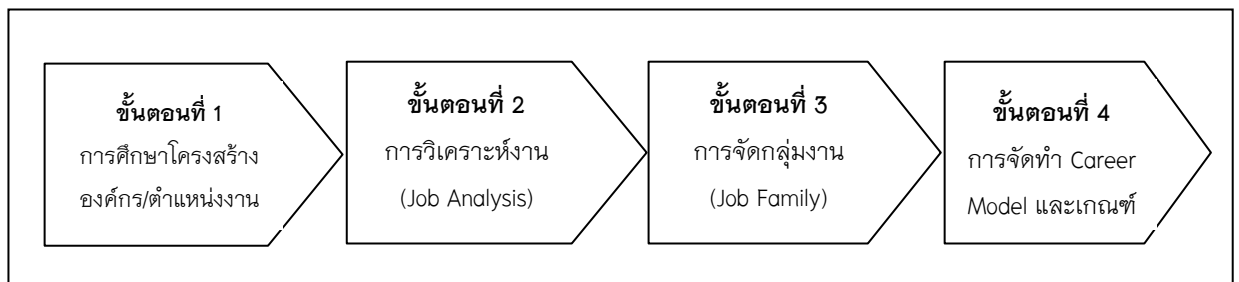 ขั้นตอนที่ 1
การศึกษาโครงสร้าง
องค์กร/ตำแหน่งงาน
ขั้นตอนที่ 2
การวิเคราะห์งาน
(Job Analysis)
ขั้นตอนที่ 3
การจัดกลุ่มงาน
(Job Family)
ขั้นตอนที่ 4
การจัดทำ Career
Model และเกณฑ์